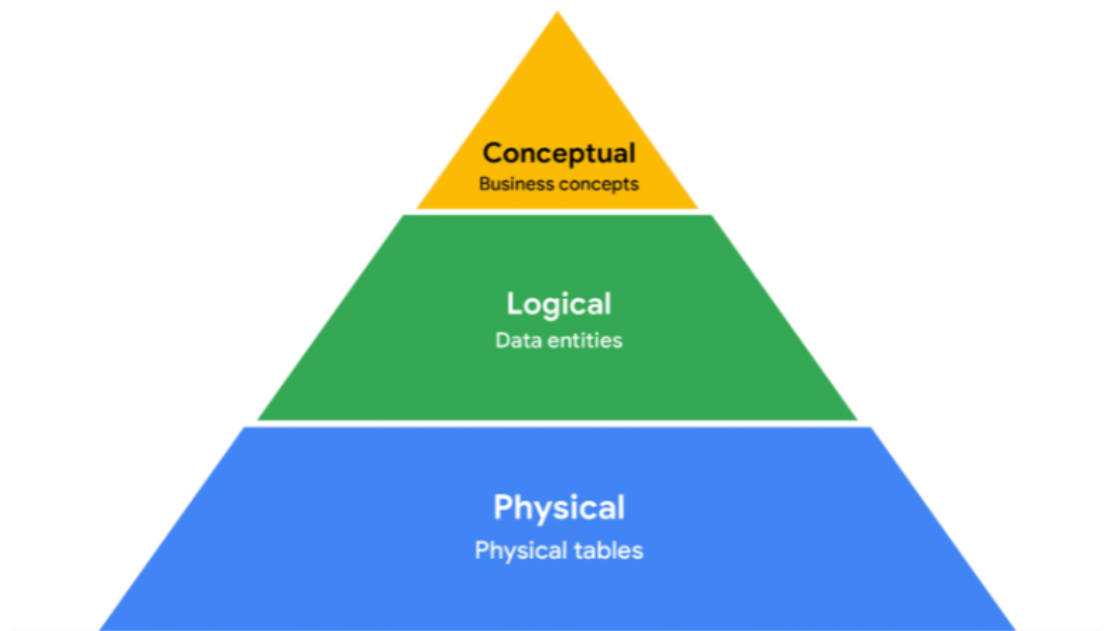 Conceptual
Business concepts
Logical
Data entities
Physical
Physical tables